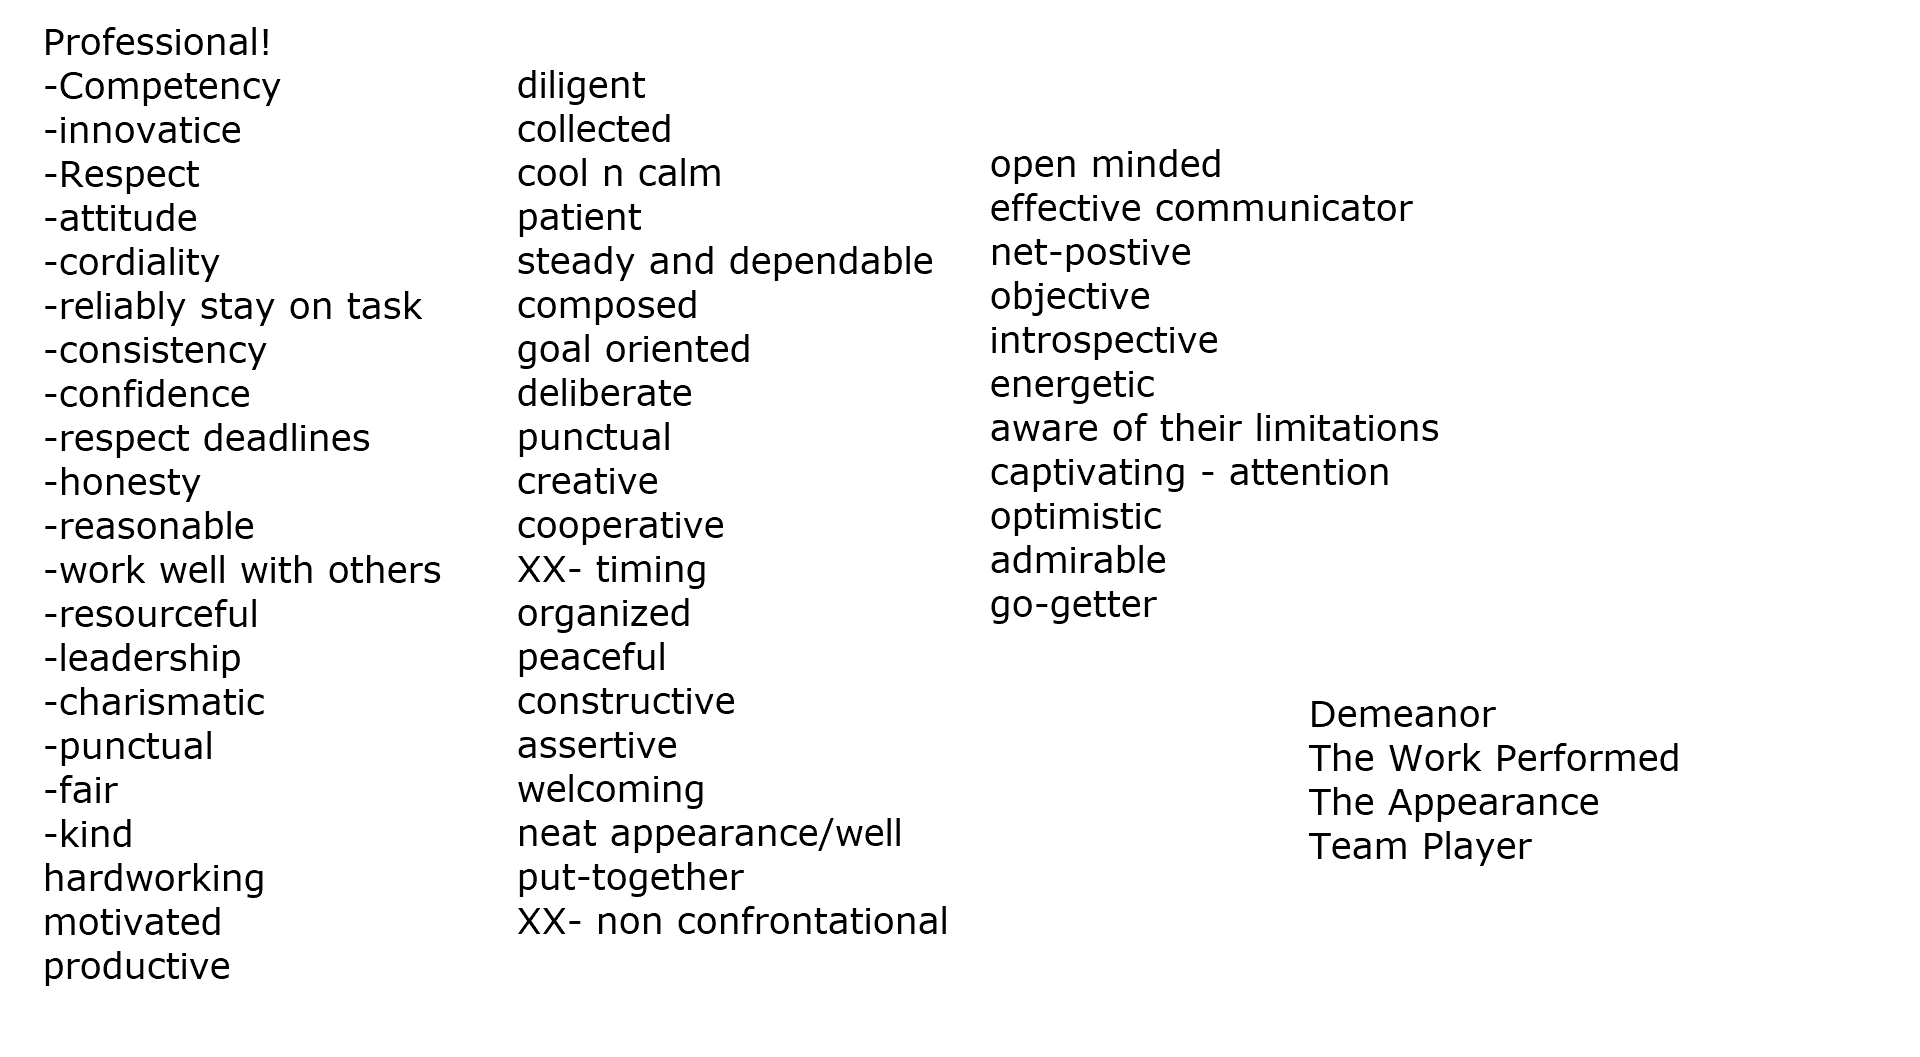 Professional!
-Competency
-innovatice
-Respect
-attitude
-cordiality
-reliably stay on task
-consistency
-confidence
-respect deadlines
-honesty
-reasonable
-work well with others
-resourceful
-leadership
-charismatic
-punctual
-fair
-kind
hardworking
motivated
productive
diligent
collected
cool n calm
patient
steady and dependable
composed
goal oriented
deliberate
punctual
creative
cooperative
XX- timing
organized
peaceful
constructive
assertive
welcoming
neat appearance/well
put-together
XX- non confrontational
open minded
effective communicator
net-postive
objective
introspective
energetic
aware of their limitations
captivating - attention
optimistic
admirable
go-getter
Demeanor
The Work Performed
The Appearance
Team Player